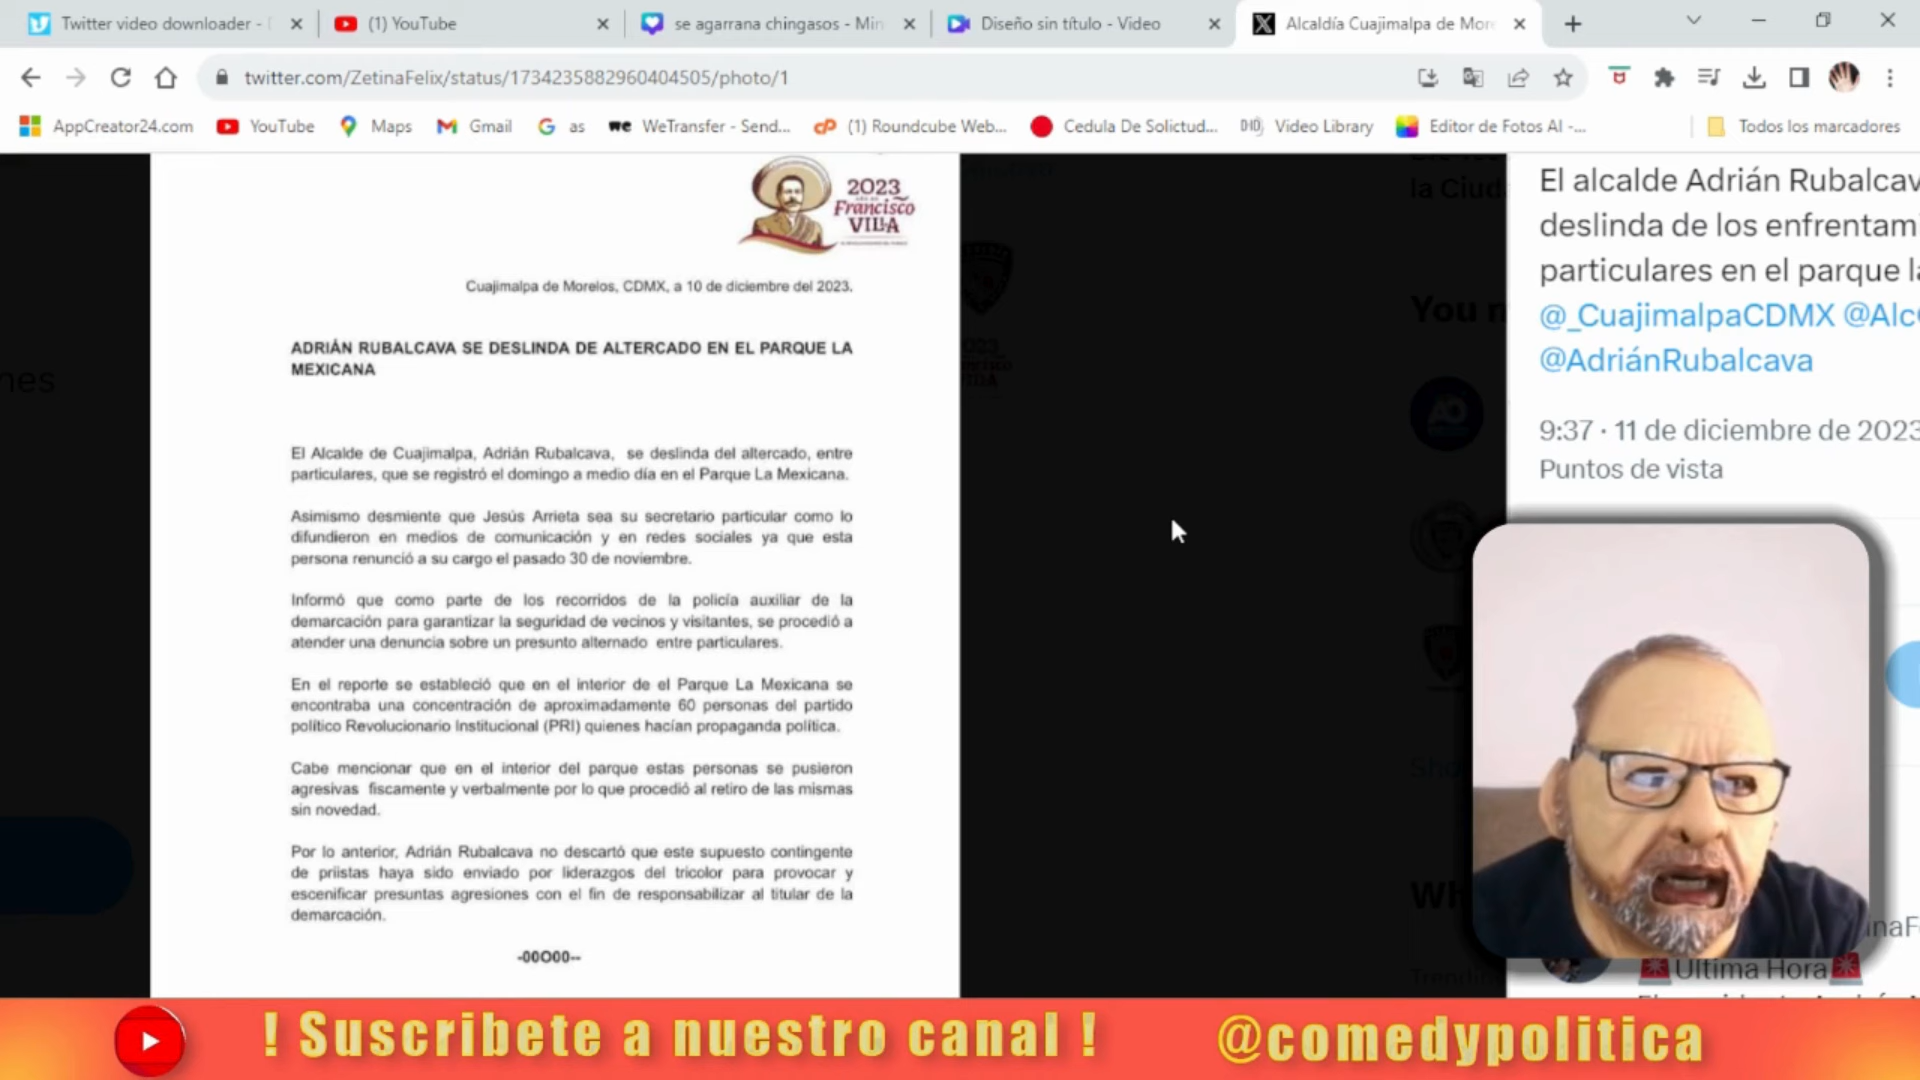 Twitter video downloader -
(1) YouTube
se agarrana chingasos - Min
Diseño sin título - Video
Alcaldía Cuajimalpa de More
twitter.com/ZetinaFelix/status/1734235882960404505/photo/1
AppCreator24.com
YouTube
Maps
Gmail
as
WeTransfer - Send...
(1) Roundcube Web...
Cedula De Solictud...
Video Library
Editor de Fotos AI -...
Todos los marcadores
2023
Francisco
VILLA
Cuajimalpa de Morelos, CDMX, a 10 de diciembre del 2023.
ADRIÁN RUBALCAVA SE DESLINDA DE ALTERCADO EN EL PARQUE LA
MEXICANA
El Alcalde de Cuajimalpa, Adrián Rubalcava, se deslinda del altercado, entre
particulares, que se registró el domingo a medio día en el Parque La Mexicana.
Asimismo desmiente que Jesús Arrieta sea su secretario particular como lo
difundieron en medios de comunicación y en redes sociales ya que esta
persona renunció a su cargo el pasado 30 de noviembre.
Informó que como parte de los recorridos de la policía auxiliar de la
demarcación para garantizar la seguridad de vecinos y visitantes, se procedió a
atender una denuncia sobre un presunto alternado entre particulares.
En el reporte se estableció que en el interior de el Parque La Mexicana se
encontraba una concentración de aproximadamente 60 personas del partido
político Revolucionario Institucional (PRI) quienes hacían propaganda política.
Cabe mencionar que en el interior del parque estas personas se pusieron
agresivas fiscamente y verbalmente por lo que procedió al retiro de las mismas
sin novedad.
Por lo anterior, Adrián Rubalcava no descartó que este supuesto contingente
de priistas haya sido enviado por liderazgos del tricolor para provocar y
escenificar presuntas agresiones con el fin de responsabilizar al titular de la
demarcación.
-00O00--
la Ciud
You m
Sho
Wh
Trendi
nes
El alcalde Adrián Rubalcav
deslinda de los enfrentam
particulares en el parque la
@_CuajimalpaCDMX @Alc
@AdriánRubalcava
9:37 · 11 de diciembre de 2023
Puntos de vista
inaF
Última Hora
! Suscribete a nuestro canal !
@comedypolitica